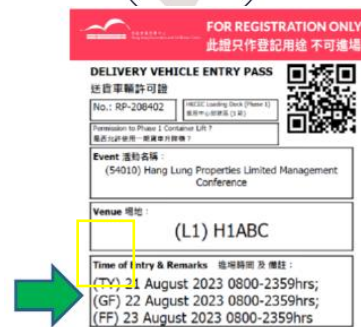 FOR REGISTRATION ONLY
此證只作登記用途 不可進場
DELIVERY VEHICLE ENTRY PASS
送貨車輛許可證
No.: RP-208402
HKCEC Loading Dock (Phase 1)
Permission to Phase 1 Container Lift ?
Event 活動名稱 :
(54010) Hang Lung Properties Limited Management
Conference
Venue 場地 :
(L1) H1ABC
Time of Entry & Remarks 進場時間 及 備註 :
(TY) 21 August 2023 0800-2359hrs;
(GF) 22 August 2023 0800-2359hrs
(FF) 23 August 2023 0800-2359hrs